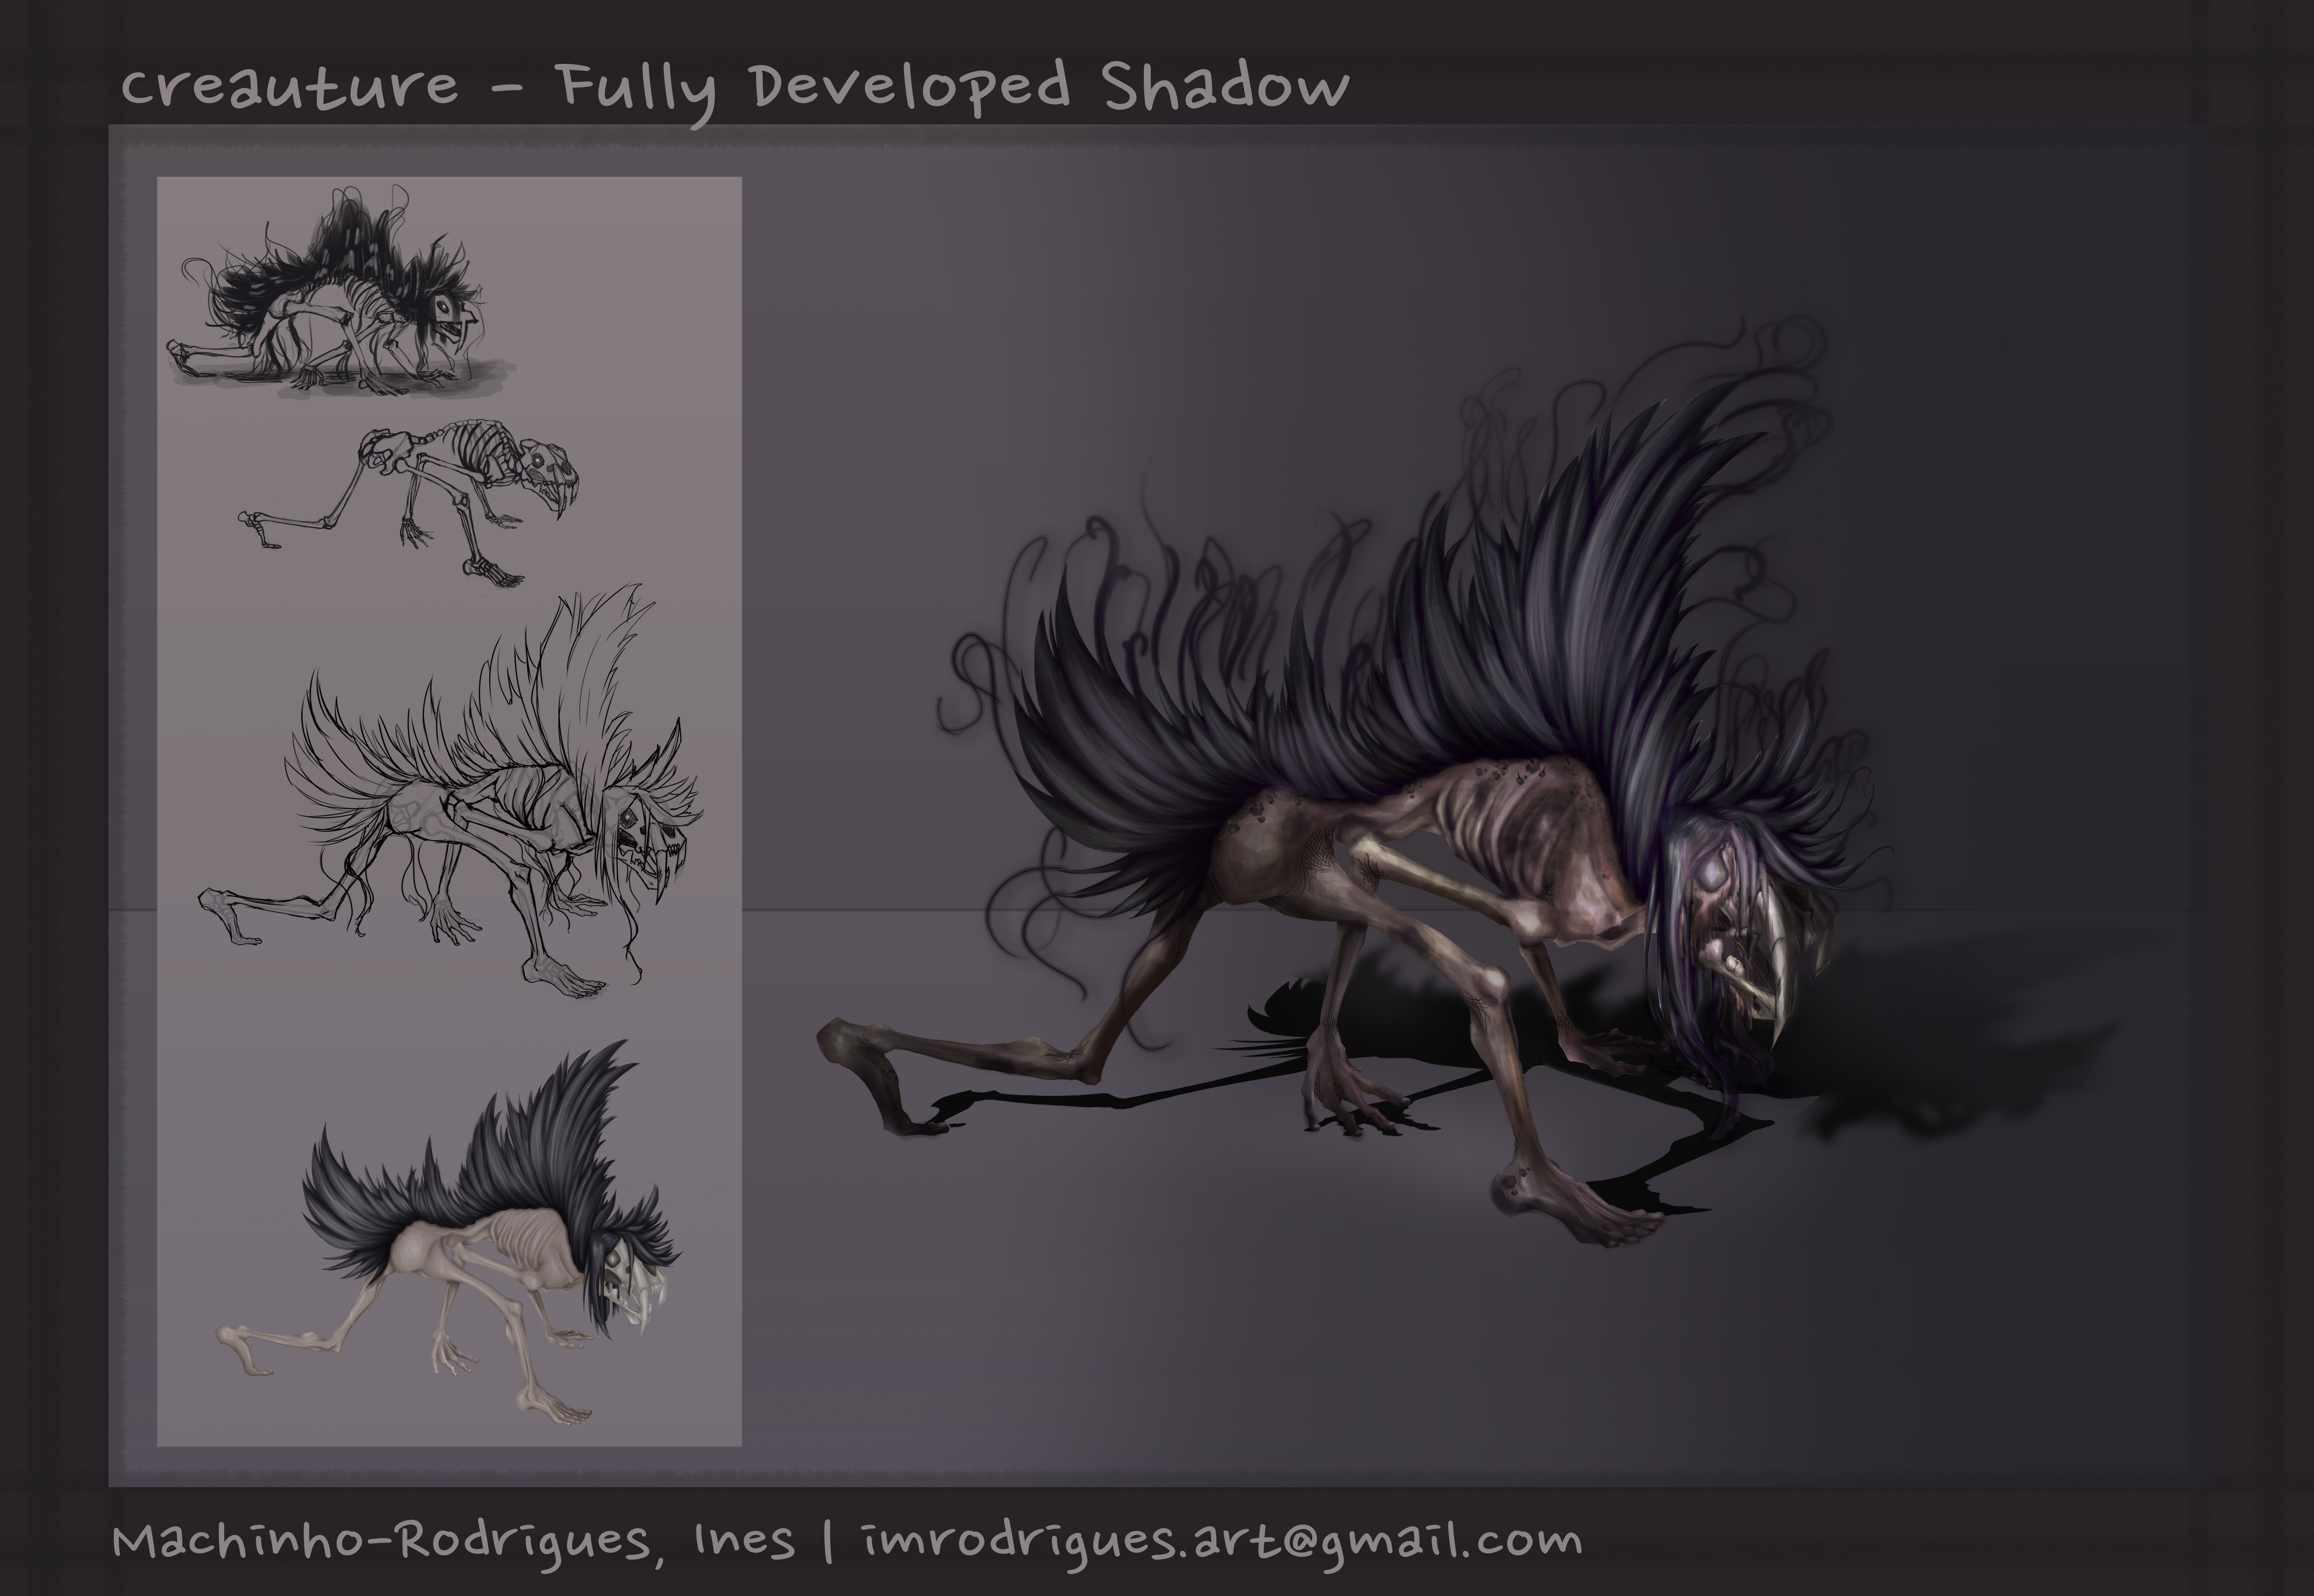 creauture - Fully Developed Shadow
Machinho-Rodrigues, Ines | imrodrigues.art@gmail.com